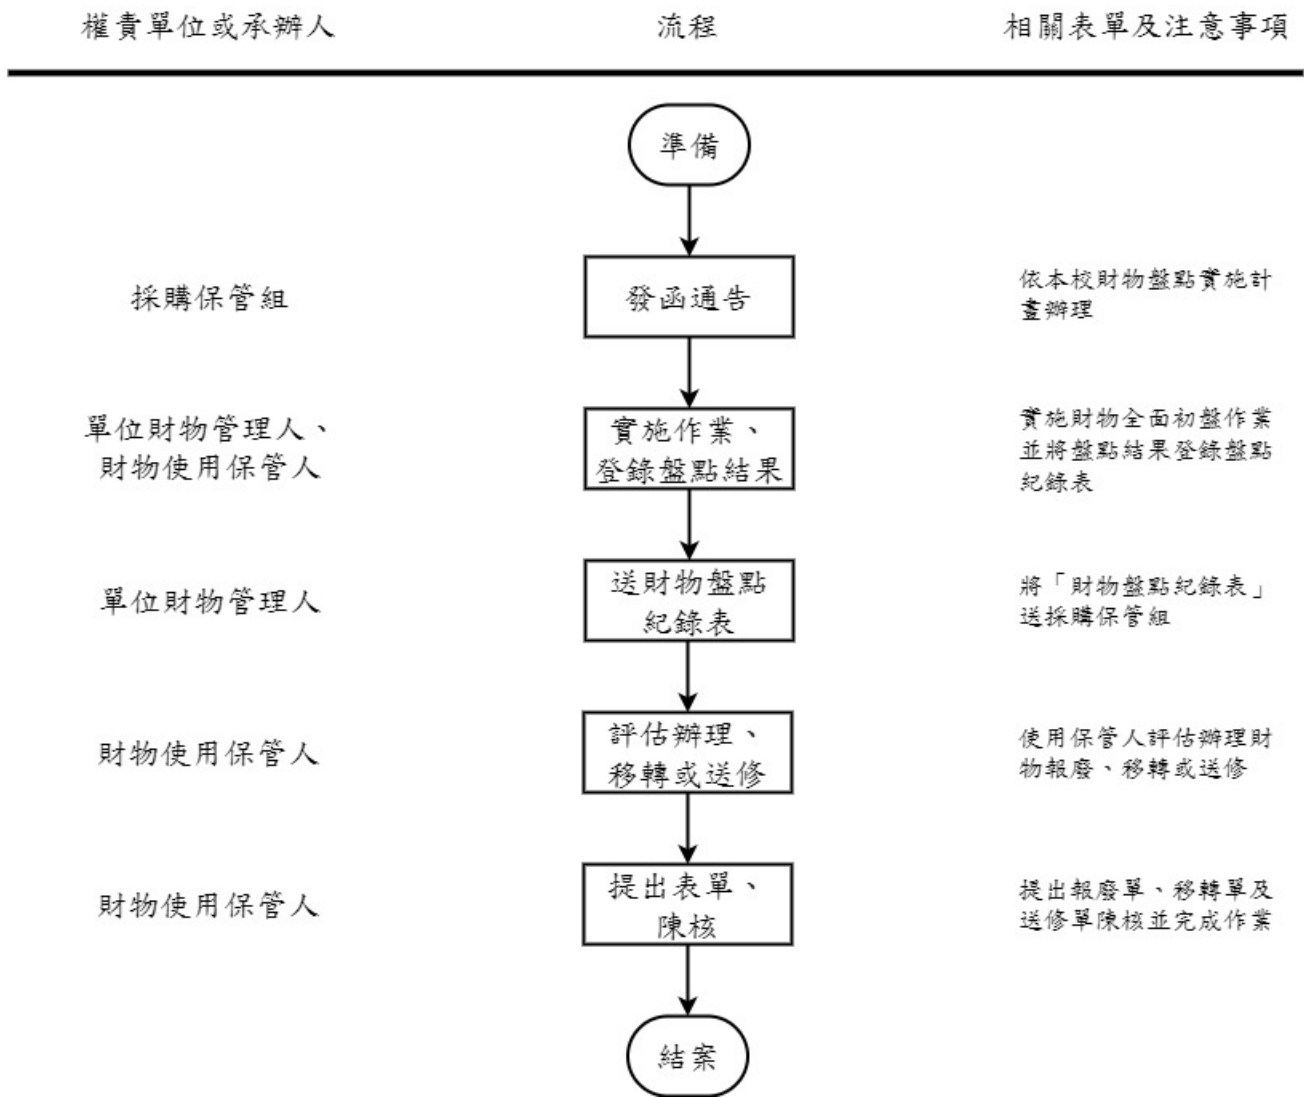 權責單位或承辦人
流程
相關表單及注意事項
準備
採購保管組
發函通告
依本校財物盤點實施計
畫辦理
單位財物管理人、
財物使用保管人
實施作業、
登錄盤點結果
實施財物全面初盤作業
並將盤點結果登錄盤點
紀錄表
單位財物管理人
送財物盤點
紀錄表
將「財物盤點紀錄表」
送採購保管組
財物使用保管人
評估辦理、
移轉或送修
使用保管人評估辦理財
物報廢、移轉或送修
財物使用保管人
提出表單、
陳核
提出報廢單、移轉單及
送修單陳核並完成作業
結案